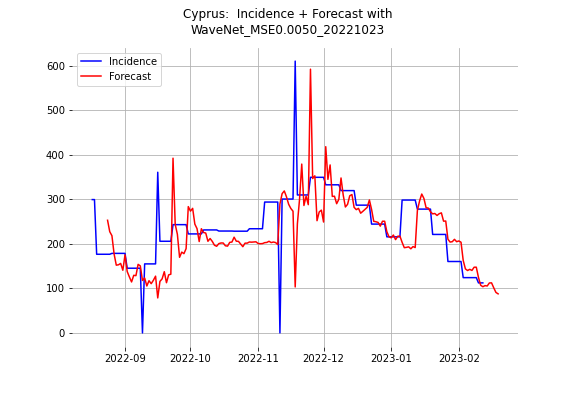 Cyprus:  Incidence + Forecast with
WaveNet_MSE0.0050_20221023
Incidence
Forecast
600
500
400
300
200
100
0
2022-09 2022-10 2022-11 2022-12 2023-01 2023-02